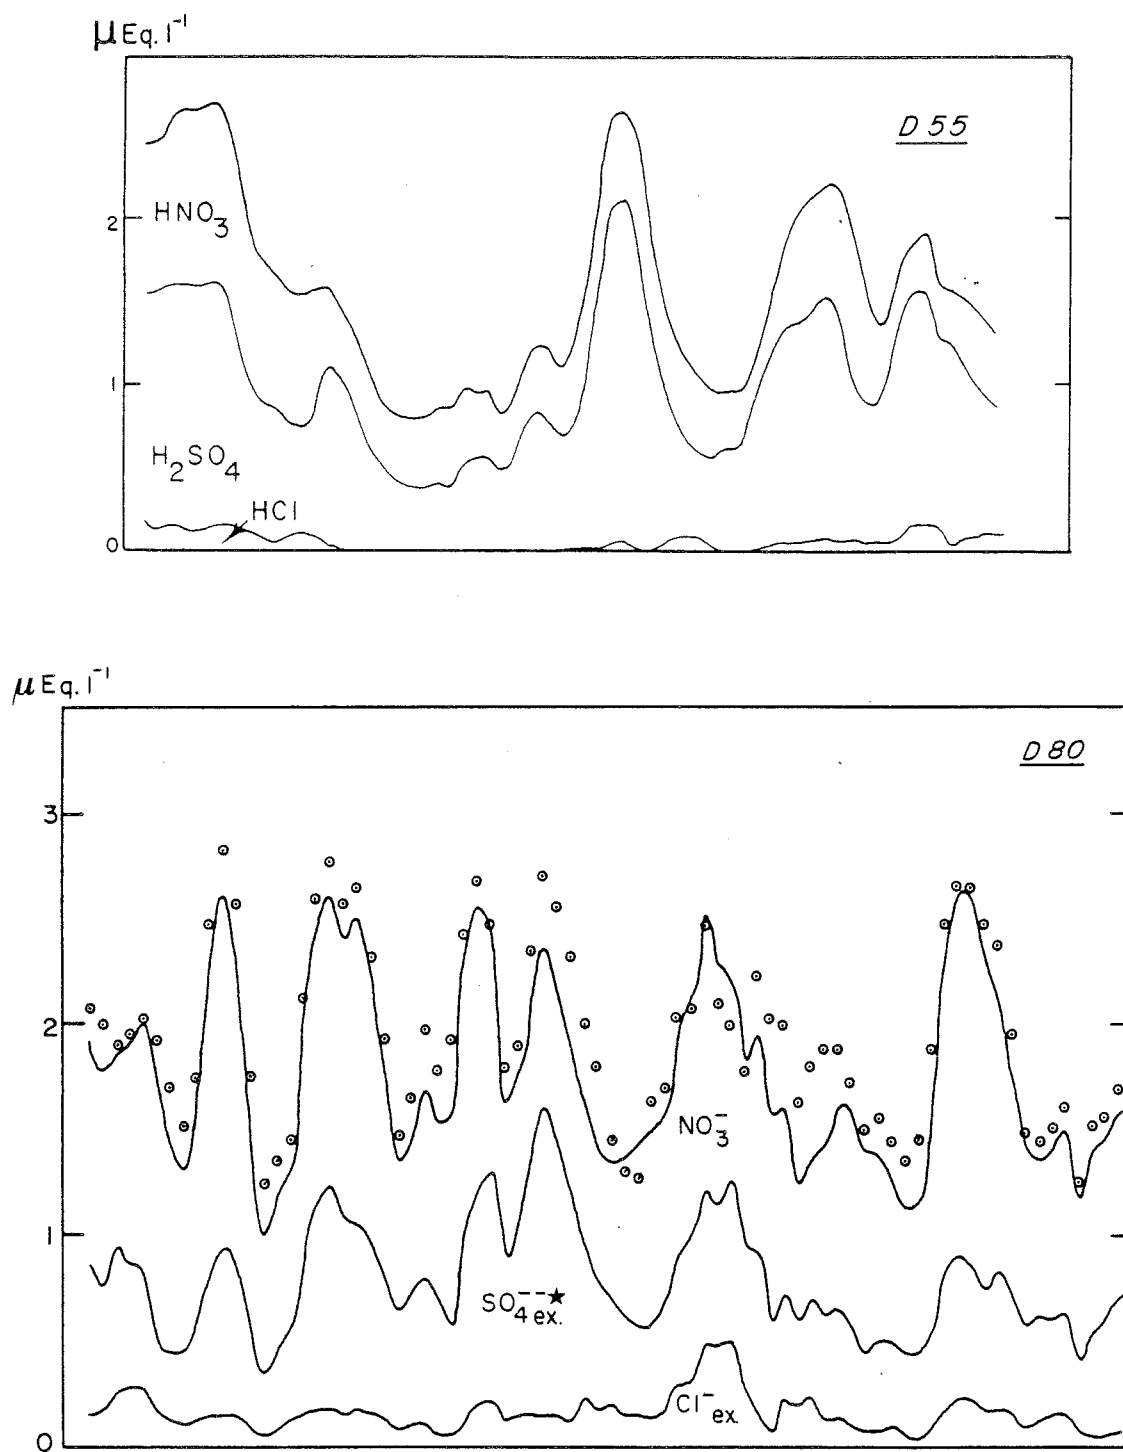 μEq. l⁻¹
D 55
2
HNO₃
1
H₂SO₄
HCl
0
μEq. l⁻¹
D 80
3
2
NO₃⁻
1
SO₄⁻⁻ex.★
Cl⁻ex.
0